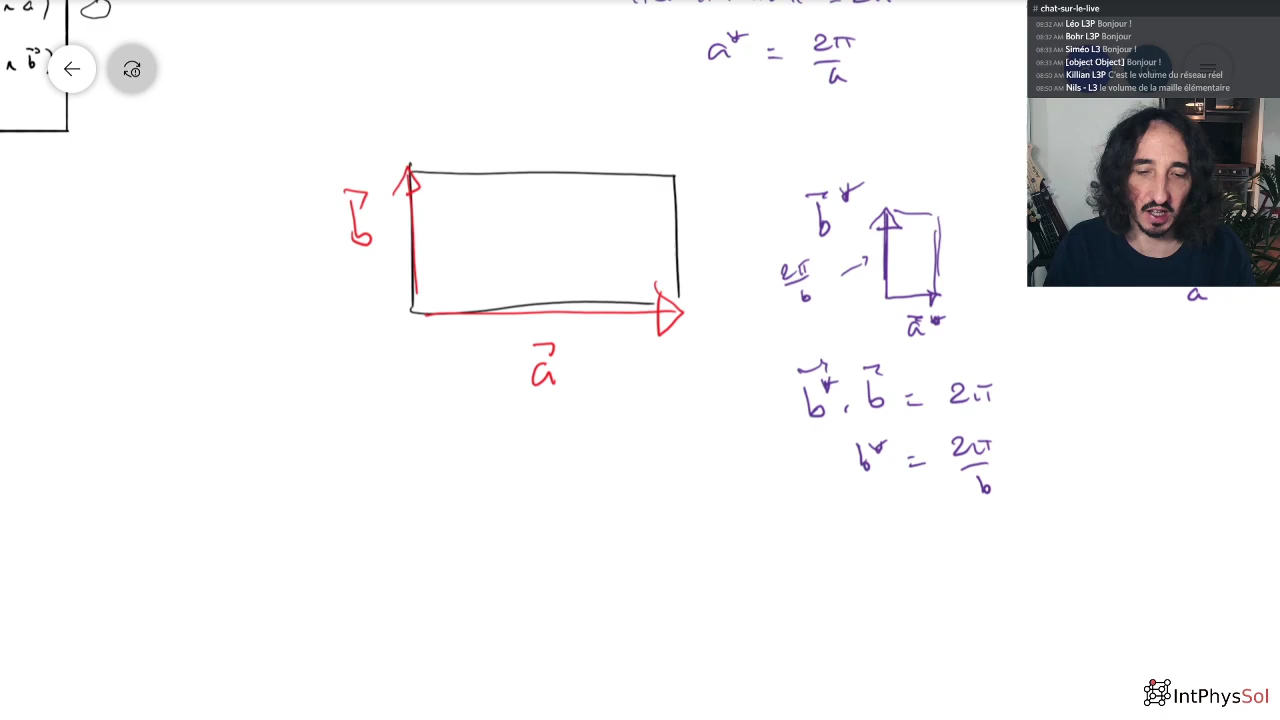 a* = 2π/a
# chat-sur-le-live
08:32 AM Léo L3P Bonjour !
08:32 AM Bohr L3P Bonjour
08:33 AM Siméo L3 Bonjour !
08:33 AM [object Object] Bonjour !
08:50 AM Killian L3P C'est le volume du réseau réel
08:50 AM Nils - L3 le volume de la maille élémentaire
b⃗
a⃗
b⃗*
2π/b
a⃗*
a
b⃗* . b⃗ = 2π
b* = 2π/b
IntPhysSol